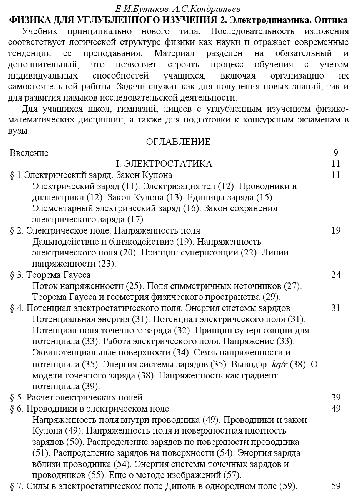 Е.И.Бутиков А.С.Кондратьев
ФИЗИКА ДЛЯ УГЛУБЛЕННОГО ИЗУЧЕНИЯ 2. Электродинамика. Оптика
Учебник принципиально нового типа. Последовательность изложения
соответствует логической структуре физики как науки и отражает современные
тенденции ее преподавания. Материал разделен на обязательный и
дополнительный, что позволяет строить процесс обучения с учетом
индивидуальных способностей учащихся, включая организацию их
самостоятельной работы. Задачи служат как для получения новых знаний, так и
для развития навыков исследовательской деятельности.
Для учащихся школ, гимназий, лицеев с углубленным изучением физико-
математических дисциплин, а также для подготовки к конкурсным экзаменам в
вузы.
ОГЛАВЛЕНИЕ
Введение 9
I. ЭЛЕКТРОСТАТИКА 11
§ 1 Электрический заряд. Закон Кулона 11
Электрический заряд (11). Электризация тел (12). Проводники и
диэлектрики (12). Закон Кулона (13). Единицы заряда (15).
Элементарный электрический заряд (16). Закон сохранения
электрического заряда (17)
§ 2. Электрическое поле. Напряженность поля 19
Дальнодействие и близкодействие (19). Напряженность
электрического поля (20). Принцип суперпозиции (22). Линии
напряженности (23).
§ 3. Теорема Гаусса 24
Поток напряженности (25). Поля симметричных источников (27).
Теорема Гаусса и геометрия физического пространства (29).
§ 4. Потенциал электростатического поля. Энергия системы зарядов 31
Потенциальная энергия (31). Потенциал электрического поля (31).
Потенциал поля точечного заряда (32). Принцип суперпозиции для
потенциала (33). Работа электрического поля. Напряжение (33).
Эквипотенциальные поверхности (34). Связь напряженности и
потенциала (35). Энергия системы зарядов (35). Вывод (38). О
модели точечного заряда (38). Напряженность как градиент
потенциала (39).
§ 5. Расчет электрических полей 39
§ 6. Проводники в электрическом поле 49
Напряженность поля внутри проводника (49). Проводники и закон
Кулона (49). Напряженность поля и поверхностная плотность
зарядов (50). Распределение зарядов по поверхности проводника
(51). Распределение зарядов на поверхности (54). Энергия заряда
вблизи проводника (54). Энергия системы точечных зарядов и
проводников (55). Еще о методе изображений (57).
§ 7. Силы в электростатическом поле Диполь в однородном поле (59). 59